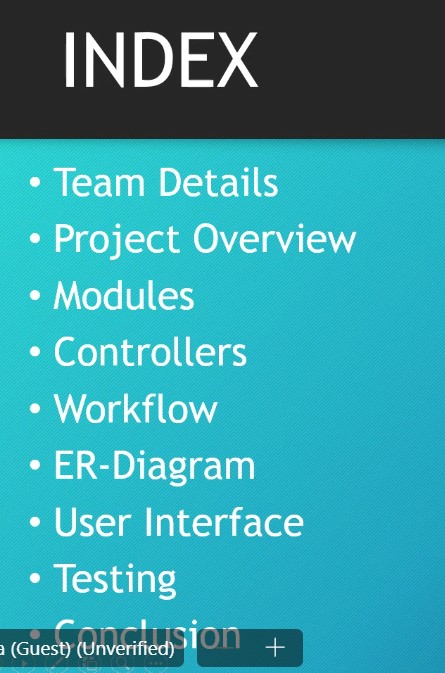 INDEX
• Team Details
• Project Overview
• Modules
• Controllers
• Workflow
• ER-Diagram
• User Interface
• Testing
• Conclusion
a (Guest) (Unverified)